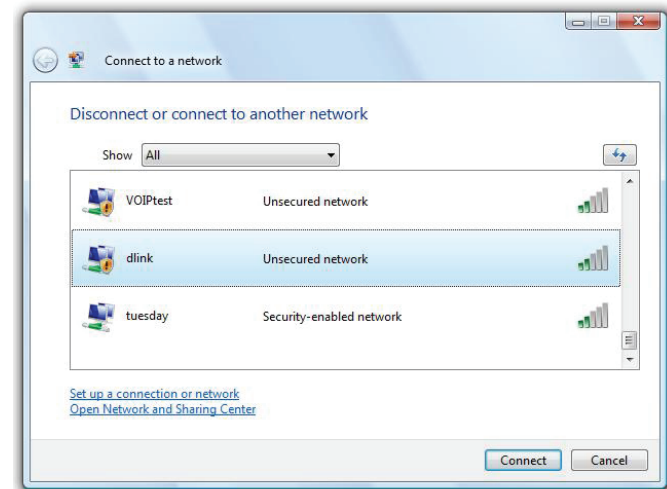 Connect to a network
Disconnect or connect to another network
Show All
VOIPtest Unsecured network
dlink Unsecured network
tuesday Security-enabled network
Set up a connection or network
Open Network and Sharing Center
Connect Cancel